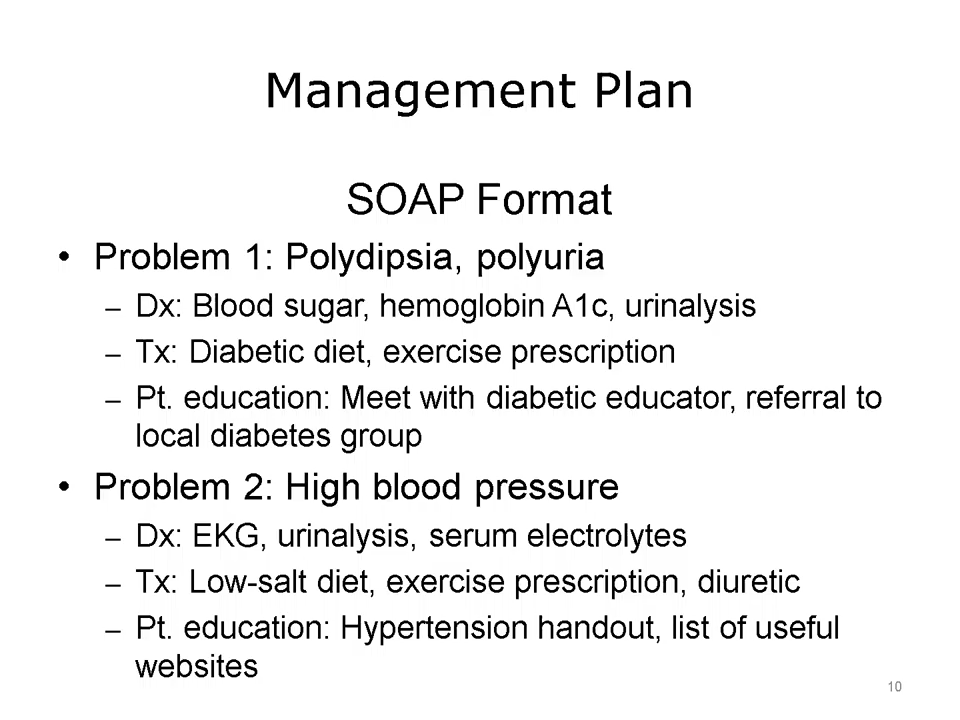 Management Plan
SOAP Format
• Problem 1: Polydipsia, polyuria
– Dx: Blood sugar, hemoglobin A1c, urinalysis
– Tx: Diabetic diet, exercise prescription
– Pt. education: Meet with diabetic educator, referral to
local diabetes group
• Problem 2: High blood pressure
– Dx: EKG, urinalysis, serum electrolytes
– Tx: Low-salt diet, exercise prescription, diuretic
– Pt. education: Hypertension handout, list of useful
websites
10